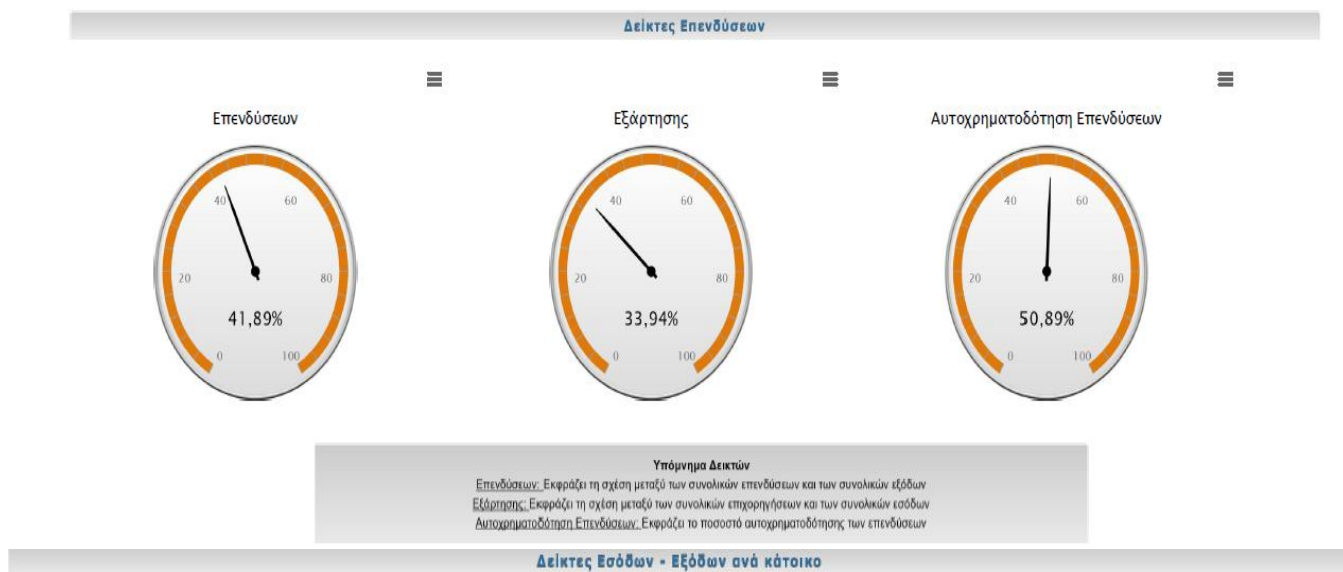 Δείκτες Επενδύσεων
Επενδύσεων
Εξάρτησης
Αυτοχρηματοδότηση Επενδύσεων
40 60
20 80
41,89%
0 100
40 60
20 80
33,94%
0 100
40 60
20 80
50,89%
0 100
Υπόμνημα Δεικτών
Επενδύσεων: Εκφράζει τη σχέση μεταξύ των συνολικών επενδύσεων και των συνολικών εξόδων
Εξάρτησης: Εκφράζει τη σχέση μεταξύ των συνολικών επιχορηγήσεων και των συνολικών εσόδων
Αυτοχρηματοδότηση Επενδύσεων: Εκφράζει το ποσοστό αυτοχρηματοδότησης των επενδύσεων
Δείκτες Εσόδων - Εξόδων ανά κάτοικο